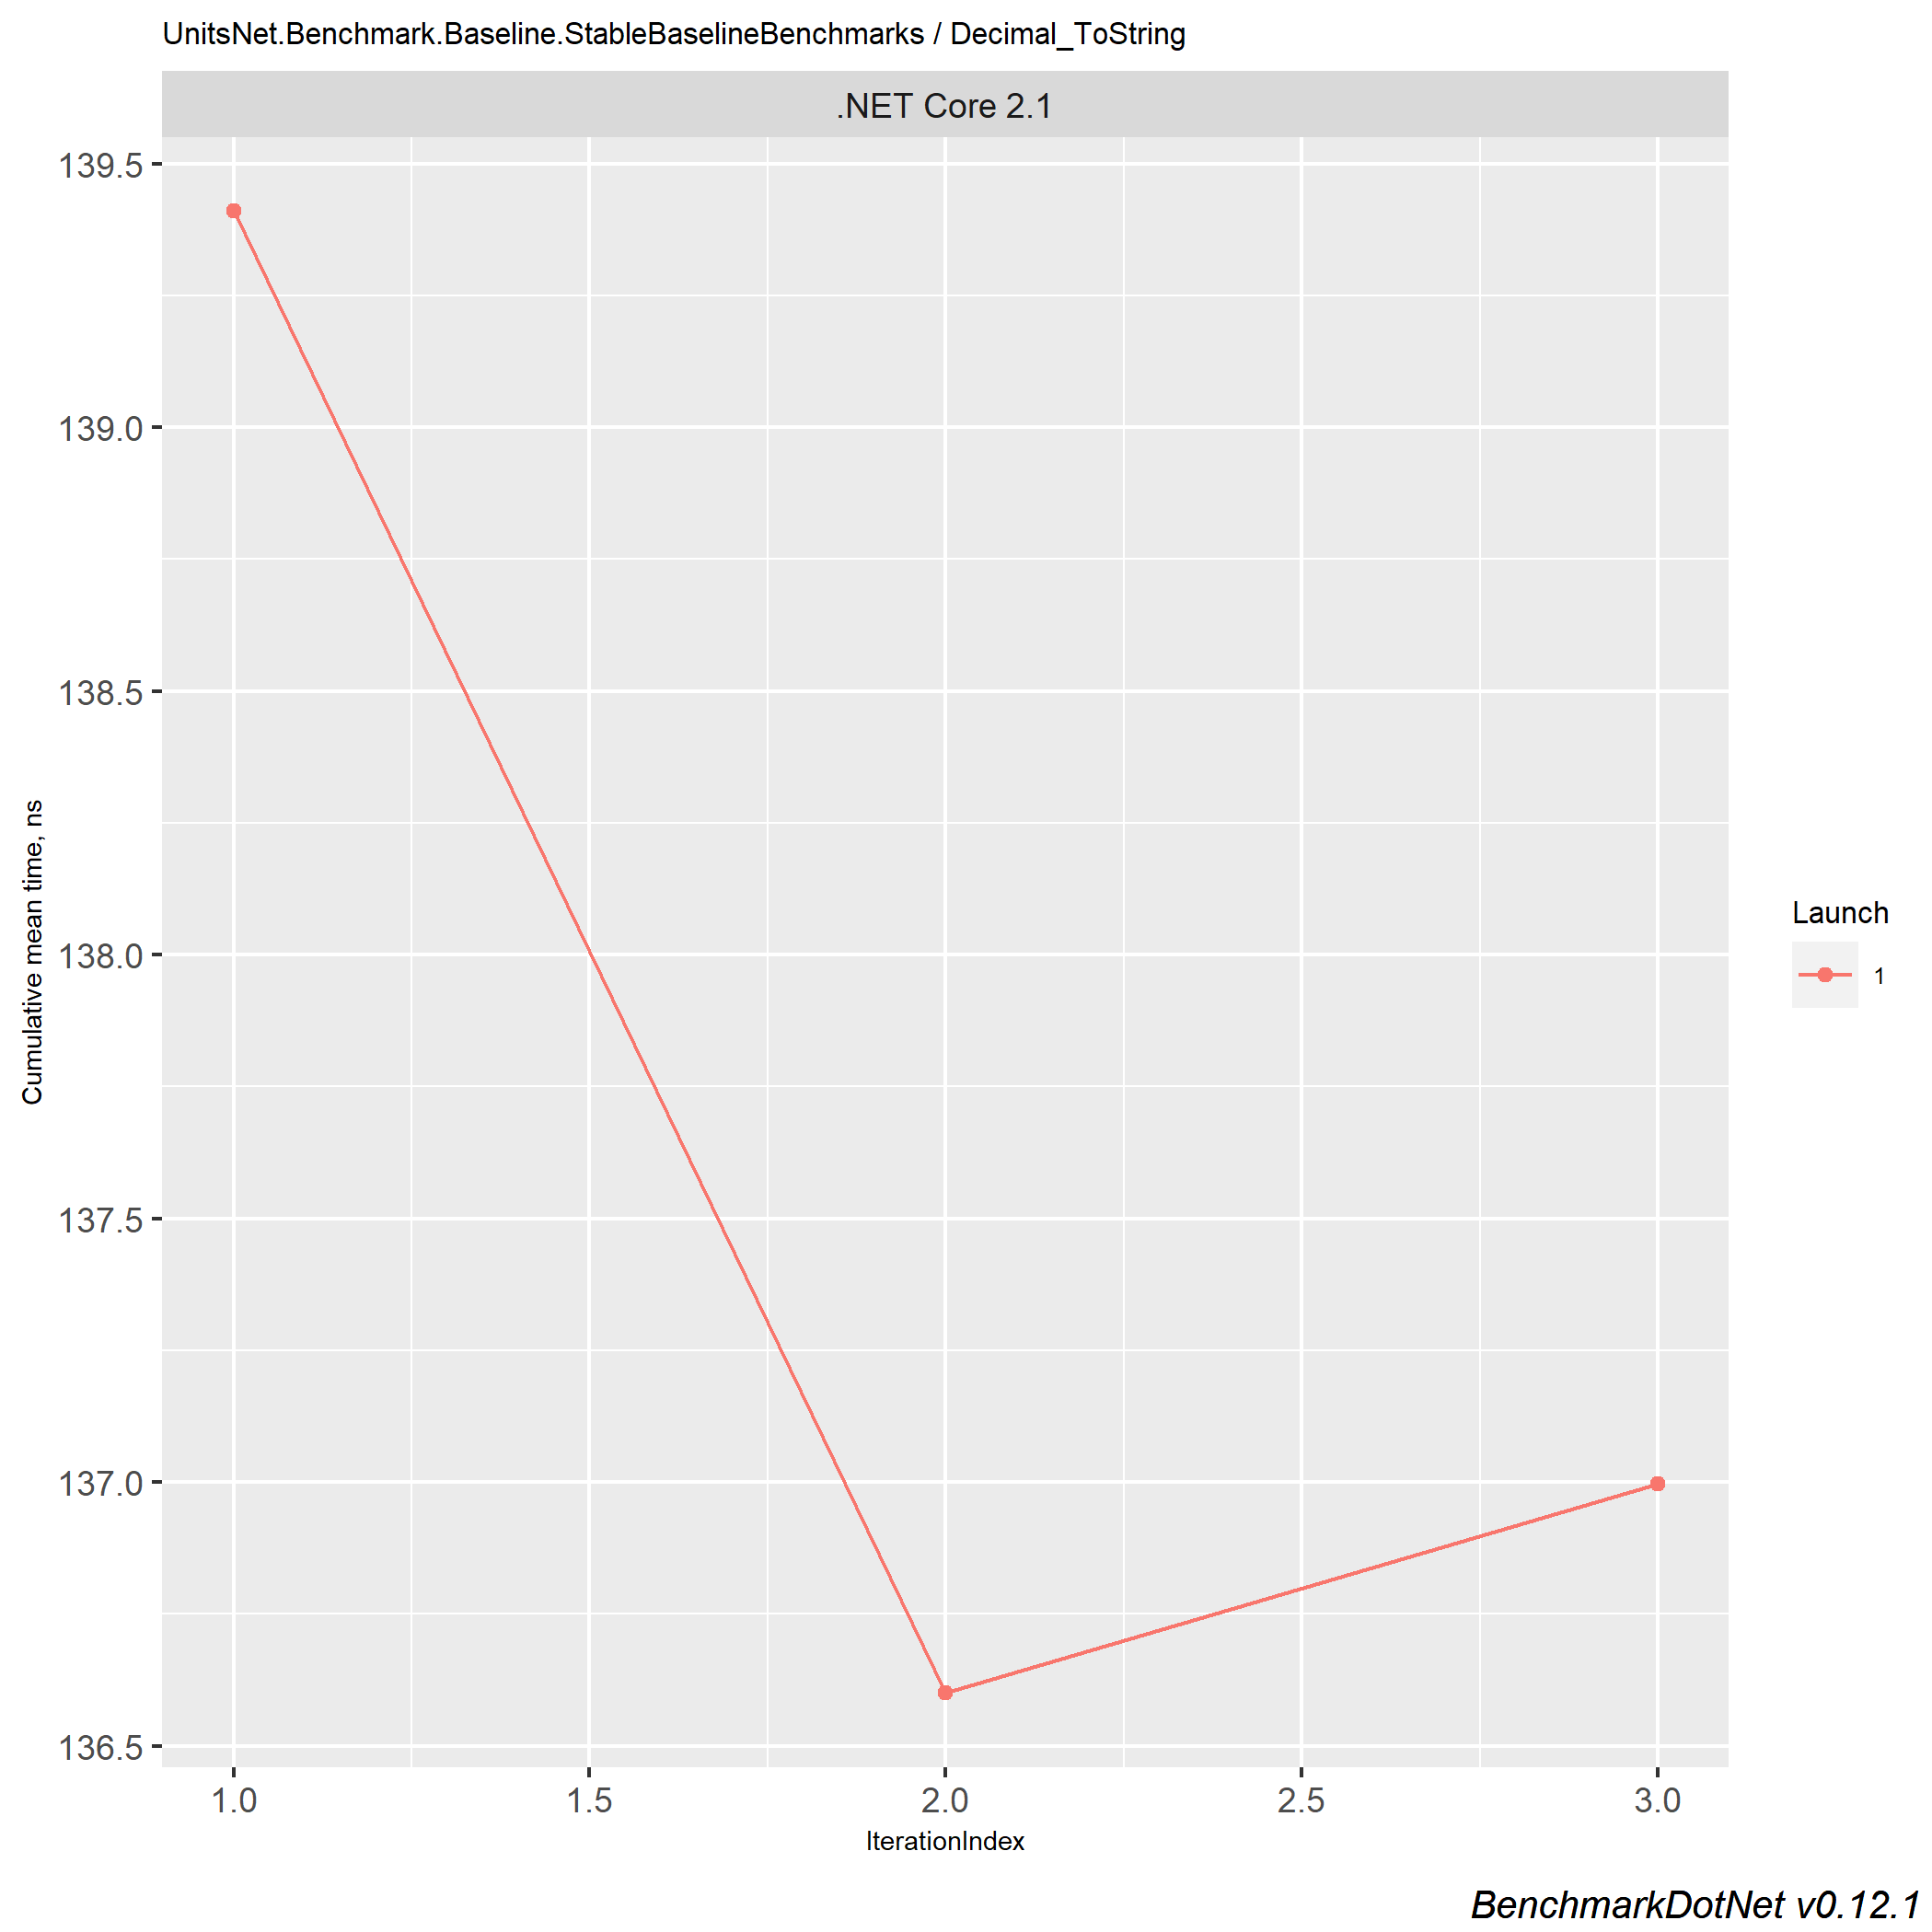 UnitsNet.Benchmark.Baseline.StableBaselineBenchmarks / Decimal_ToString
.NET Core 2.1
139.5
139.0
138.5
138.0
137.5
137.0
136.5
Cumulative mean time, ns
1.0 1.5 2.0 2.5 3.0
IterationIndex
Launch
1
BenchmarkDotNet v0.12.1